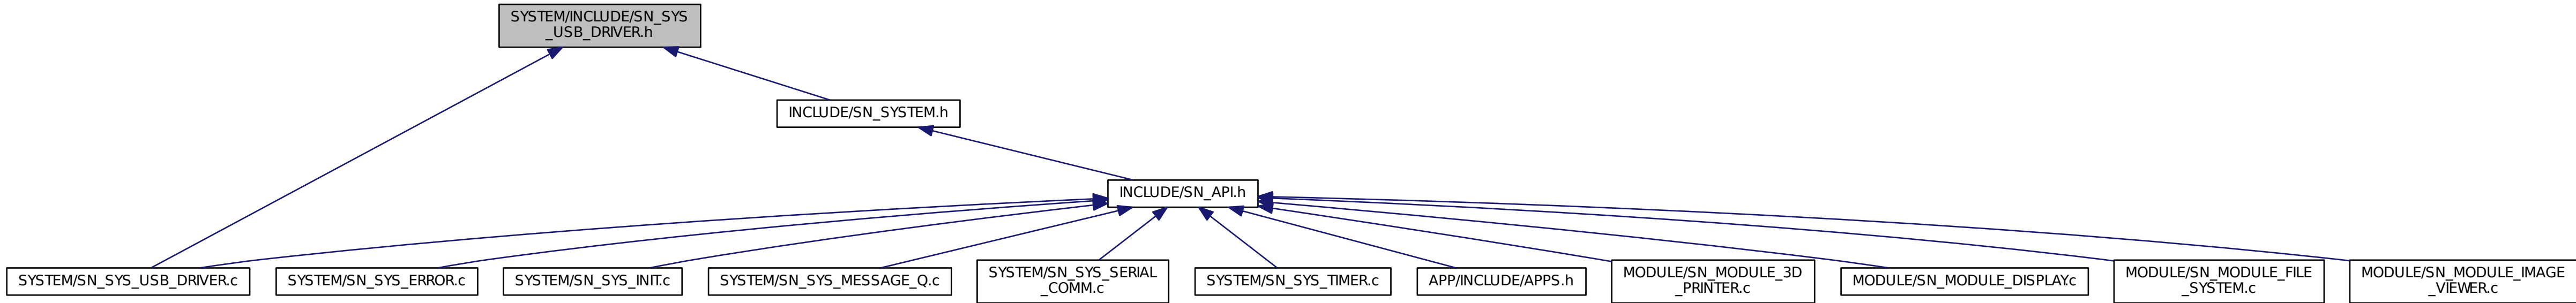 SYSTEM/INCLUDE/SN_SYS
_USB_DRIVER.h
INCLUDE/SN_SYSTEM.h
INCLUDE/SN_API.h
SYSTEM/SN_SYS_USB_DRIVER.c
SYSTEM/SN_SYS_ERROR.c
SYSTEM/SN_SYS_INIT.c
SYSTEM/SN_SYS_MESSAGE_Q.c
SYSTEM/SN_SYS_SERIAL
_COMM.c
SYSTEM/SN_SYS_TIMER.c
APP/INCLUDE/APPS.h
MODULE/SN_MODULE_3D
_PRINTER.c
MODULE/SN_MODULE_DISPLAY.c
MODULE/SN_MODULE_FILE
_SYSTEM.c
MODULE/SN_MODULE_IMAGE
_VIEWER.c